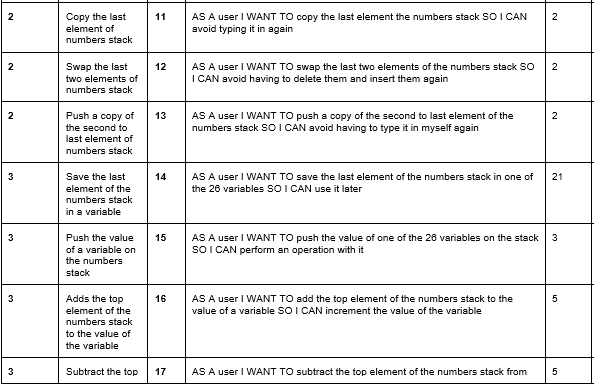 2
Copy the last
element of
numbers stack
11
AS A user I WANT TO copy the last element the numbers stack SO I CAN
avoid typing it in again
2
2
Swap the last
two elements of
numbers stack
12
AS A user I WANT TO swap the last two elements of the numbers stack SO
I CAN avoid having to delete them and insert them again
2
2
Push a copy of
the second to
last element of
numbers stack
13
AS A user I WANT TO push a copy of the second to last element of the
numbers stack SO I CAN avoid having to type it in myself again
2
3
Save the last
element of the
numbers stack
in a variable
14
AS A user I WANT TO save the last element of the numbers stack in one of
the 26 variables SO I CAN use it later
21
3
Push the value
of a variable on
the numbers
stack
15
AS A user I WANT TO push the value of one of the 26 variables on the stack
SO I CAN perform an operation with it
3
3
Adds the top
element of the
numbers stack
to the value of
the variable
16
AS A user I WANT TO add the top element of the numbers stack to the
value of a variable SO I CAN increment the value of the variable
5
3
Subtract the top
17
AS A user I WANT TO subtract the top element of the numbers stack from
5